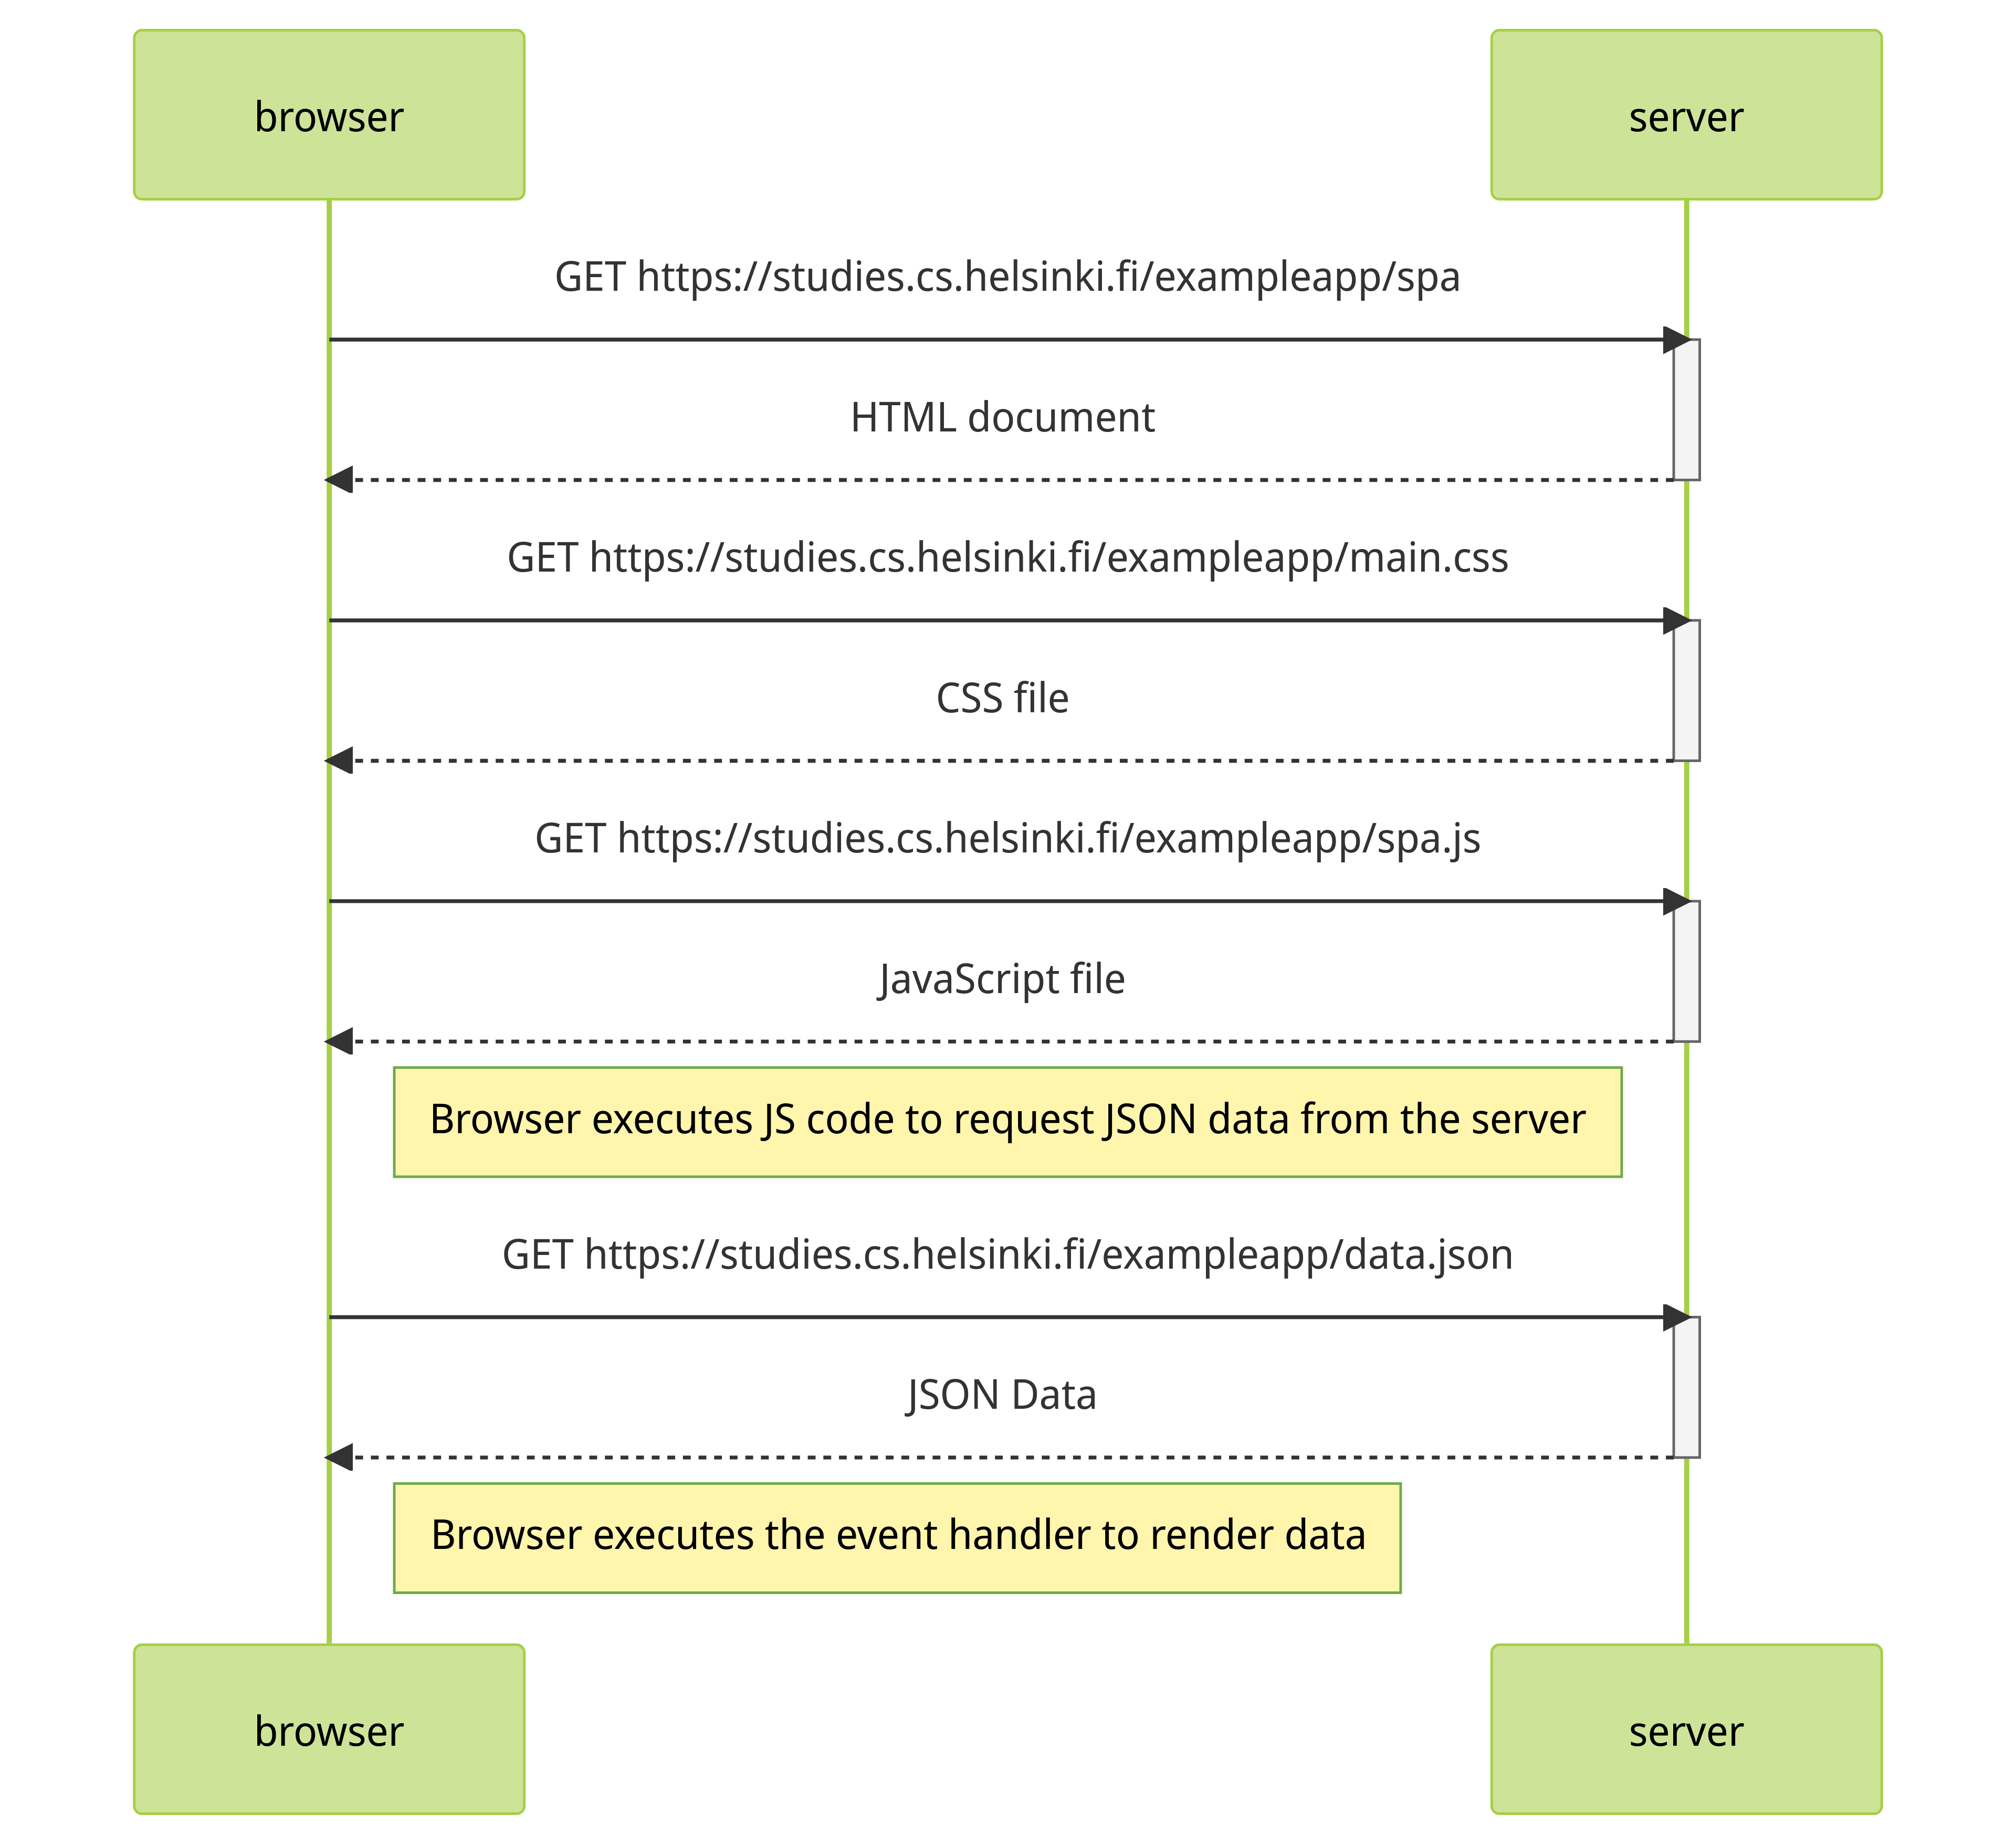 browser
server
GET https://studies.cs.helsinki.fi/exampleapp/spa
HTML document
GET https://studies.cs.helsinki.fi/exampleapp/main.css
CSS file
GET https://studies.cs.helsinki.fi/exampleapp/spa.js
JavaScript file
Browser executes JS code to request JSON data from the server
GET https://studies.cs.helsinki.fi/exampleapp/data.json
JSON Data
Browser executes the event handler to render data
browser
server